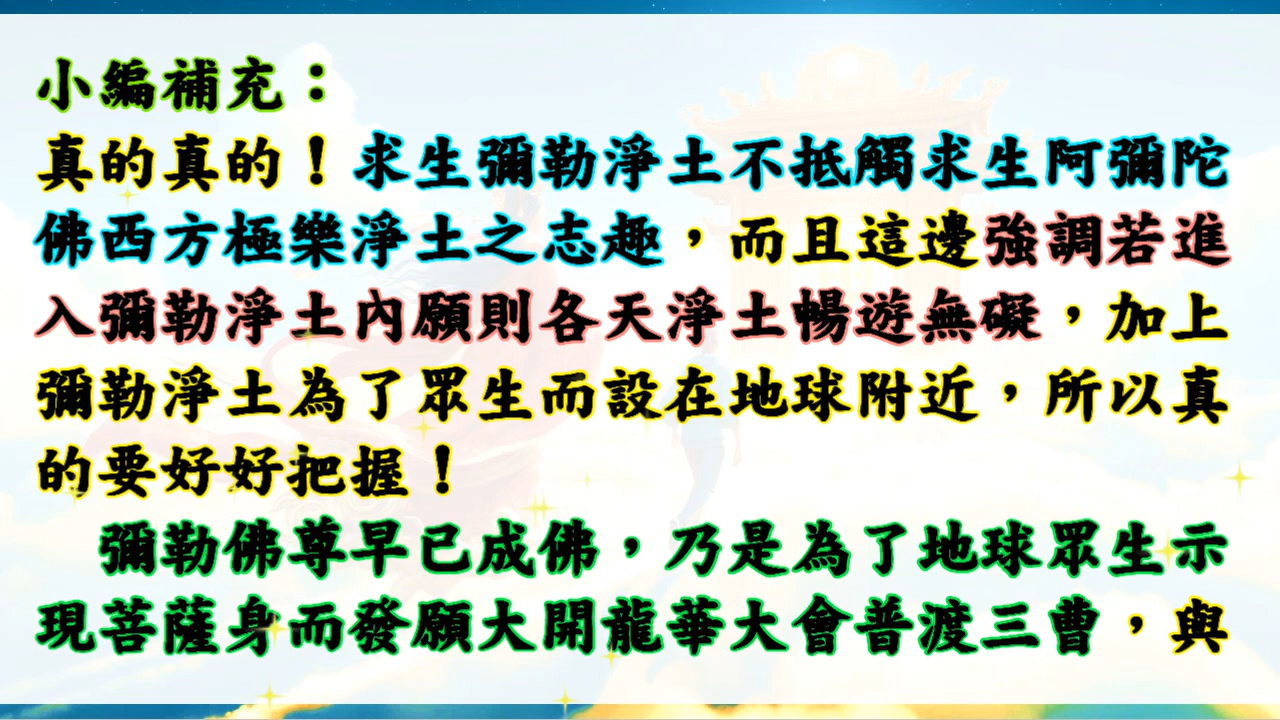 小編補充：
真的真的！求生彌勒淨土不抵觸求生阿彌陀
佛西方極樂淨土之志趣，而且這邊強調若進
入彌勒淨土內願則各天淨土暢遊無礙，加上
彌勒淨土為了眾生而設在地球附近，所以真
的要好好把握！
彌勒佛尊早已成佛，乃是為了地球眾生示
現菩薩身而發願大開龍華大會普渡三曹，與